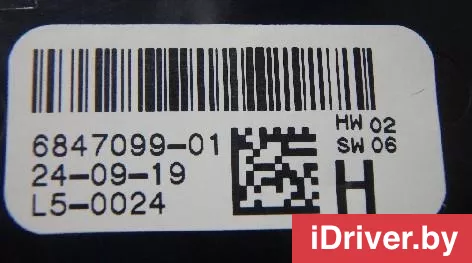 6847099-01
24-09-19
L5-0024
HW 02
SW 06
H
iDriver.by